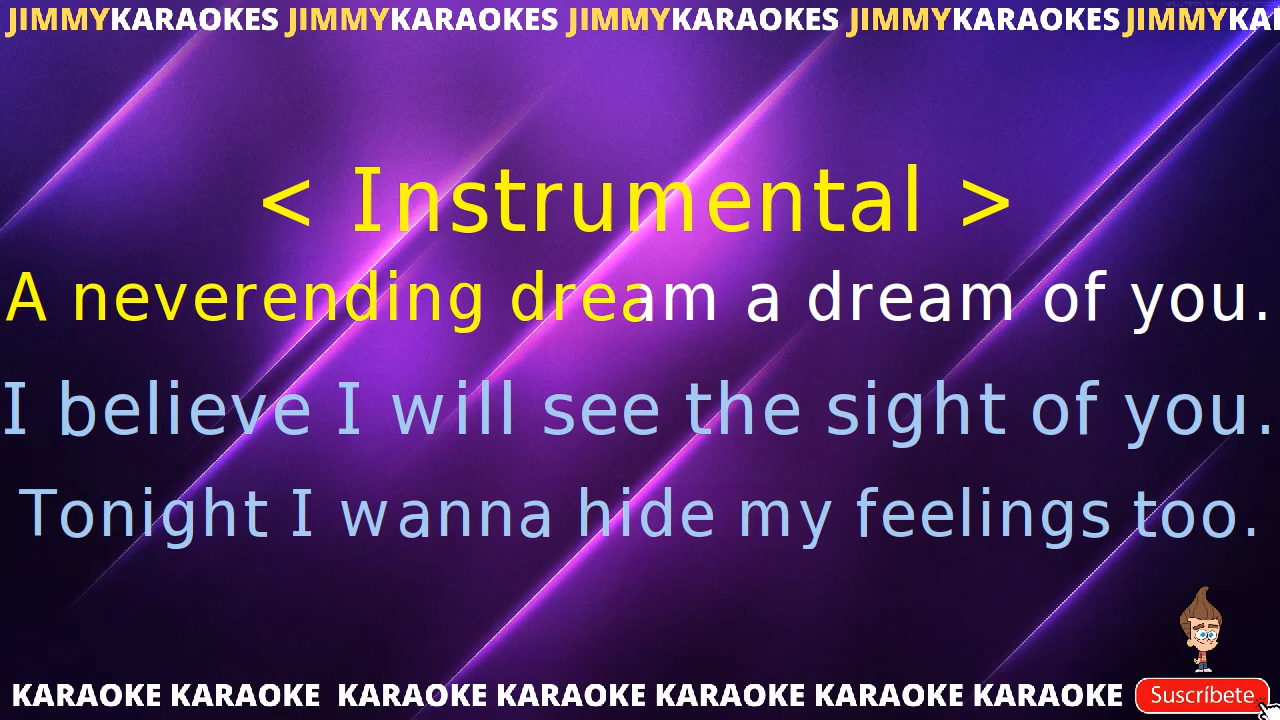 JIMMYKARAOKES JIMMYKARAOKES JIMMYKARAOKES JIMMYKARAOKES JIMMYKA
< Instrumental >
A neverending dream a dream of you.
I believe I will see the sight of you.
Tonight I wanna hide my feelings too.
KARAOKE KARAOKE KARAOKE KARAOKE KARAOKE KARAOKE KARAOKE
Suscríbete